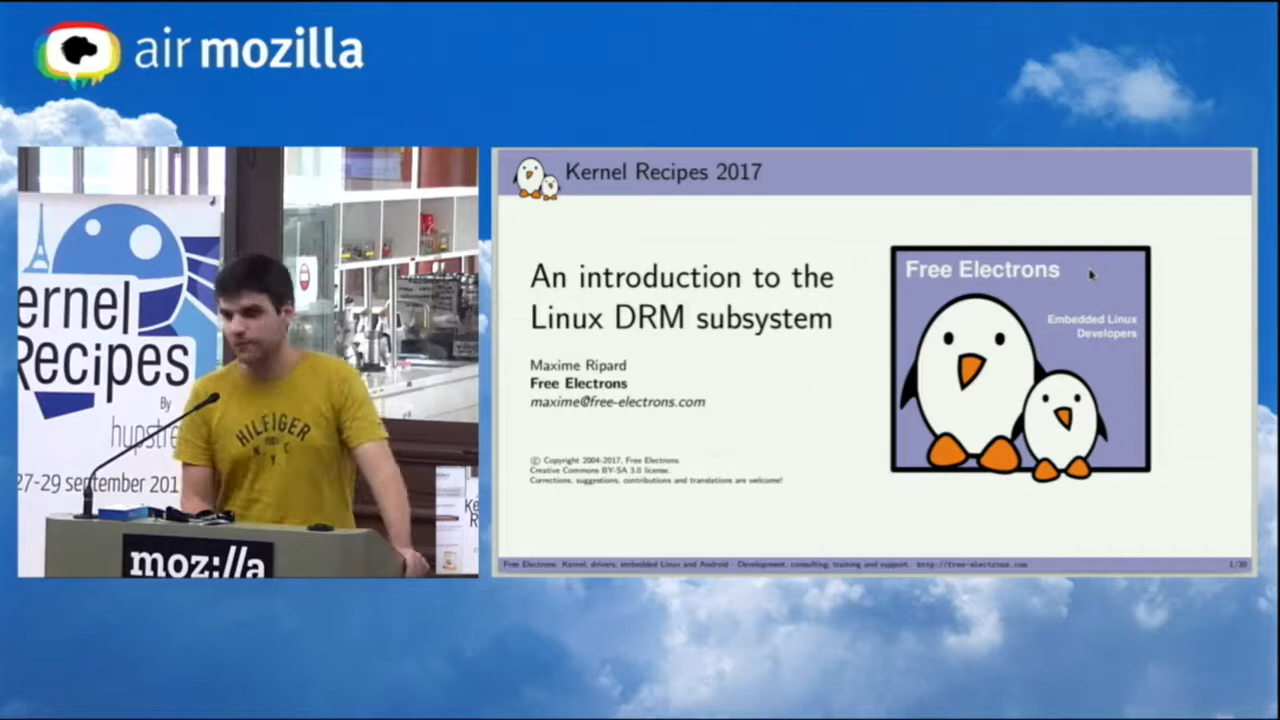 air mozilla
ernel
Recipes
By
hupstre
27-29 september 201
HILFIGER
N.Y.C.
moz://a
Kernel Recipes 2017
An introduction to the
Linux DRM subsystem
Maxime Ripard
Free Electrons
maxime@free-electrons.com
© Copyright 2004-2017, Free Electrons.
Creative Commons BY-SA 3.0 license.
Corrections, suggestions, contributions and translations are welcome!
Free Electrons
Embedded Linux
Developers
Free Electrons. Kernel, drivers, embedded Linux and Android - Development, consulting, training and support. http://free-electrons.com
1/30